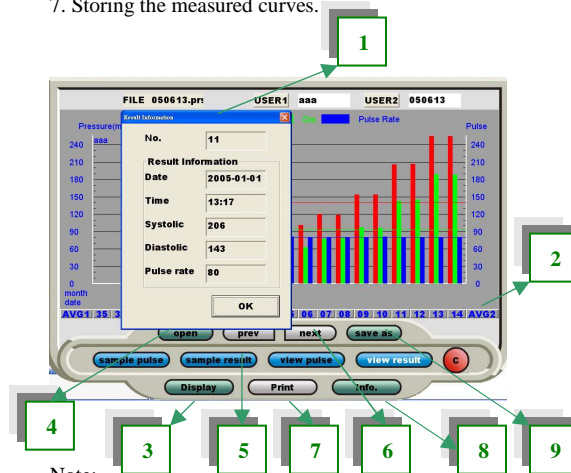 7. Storing the measured curves.
1
FILE 050613.prs USER1 aaa USER2 050613
Result Information
Pulse Rate
Pressure(m
Pulse
aaa
No. 11
Result Information
Date 2005-01-01
Time 13:17
Systolic 206
Diastolic 143
Pulse rate 80
OK
240 240
210 210
180 180
150 150
120 120
90 90
60 60
30 30
0 0
month
date
AVG1 35 3 06 07 08 09 10 11 12 13 14 AVG2
2
open prev next save as
sample pulse sample result view pulse view result C
Display Print Info.
4
3 5 7 6 8 9
Note: